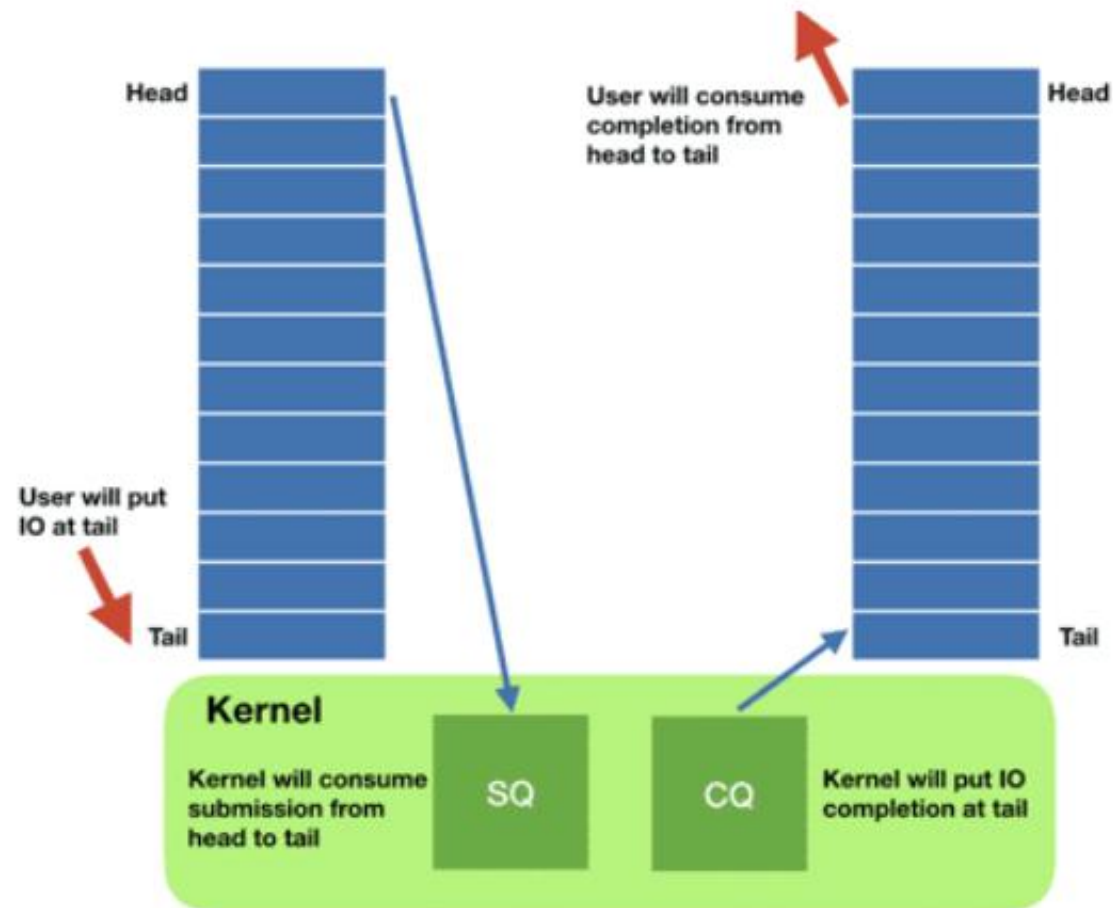 Head
User will consume
completion from
head to tail
Head
User will put
IO at tail
Tail
Tail
Kernel
Kernel will consume
submission from
head to tail
SQ
CQ
Kernel will put IO
completion at tail